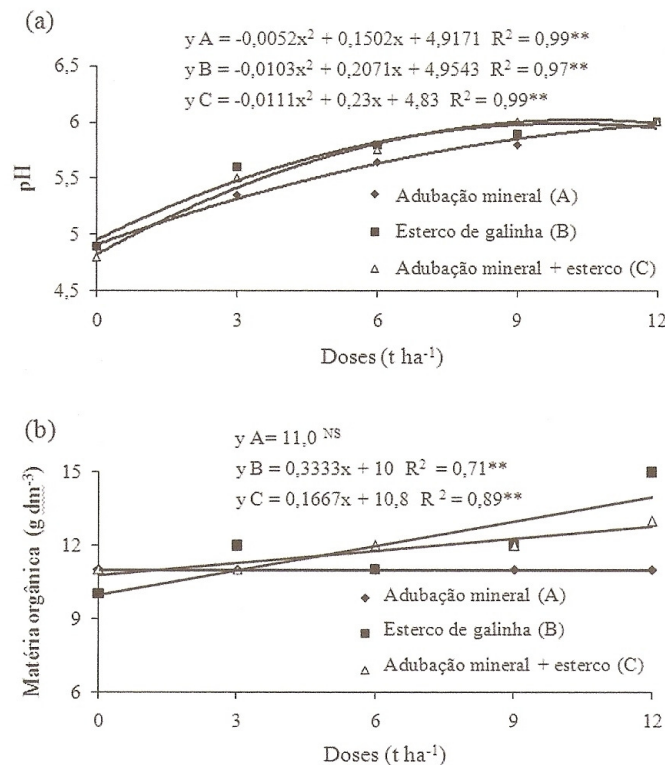 (a)
y A = -0,0052x² + 0,1502x + 4,9171 R² = 0,99**
y B = -0,0103x² + 0,2071x + 4,9543 R² = 0,97**
y C = -0,0111x² + 0,23x + 4,83 R² = 0,99**
6,5
6,0
5,5
5,0
4,5
pH
Adubação mineral (A)
Esterco de galinha (B)
Adubação mineral + esterco (C)
0 3 6 9 12
Doses (t ha⁻¹)
(b)
y A= 11,0 ᴺˢ
y B = 0,3333x + 10 R² = 0,71**
y C = 0,1667x + 10,8 R² = 0,89**
15
12
9
6
Matéria orgânica (g dm⁻³)
Adubação mineral (A)
Esterco de galinha (B)
Adubação mineral + esterco (C)
0 3 6 9 12
Doses (t ha⁻¹)